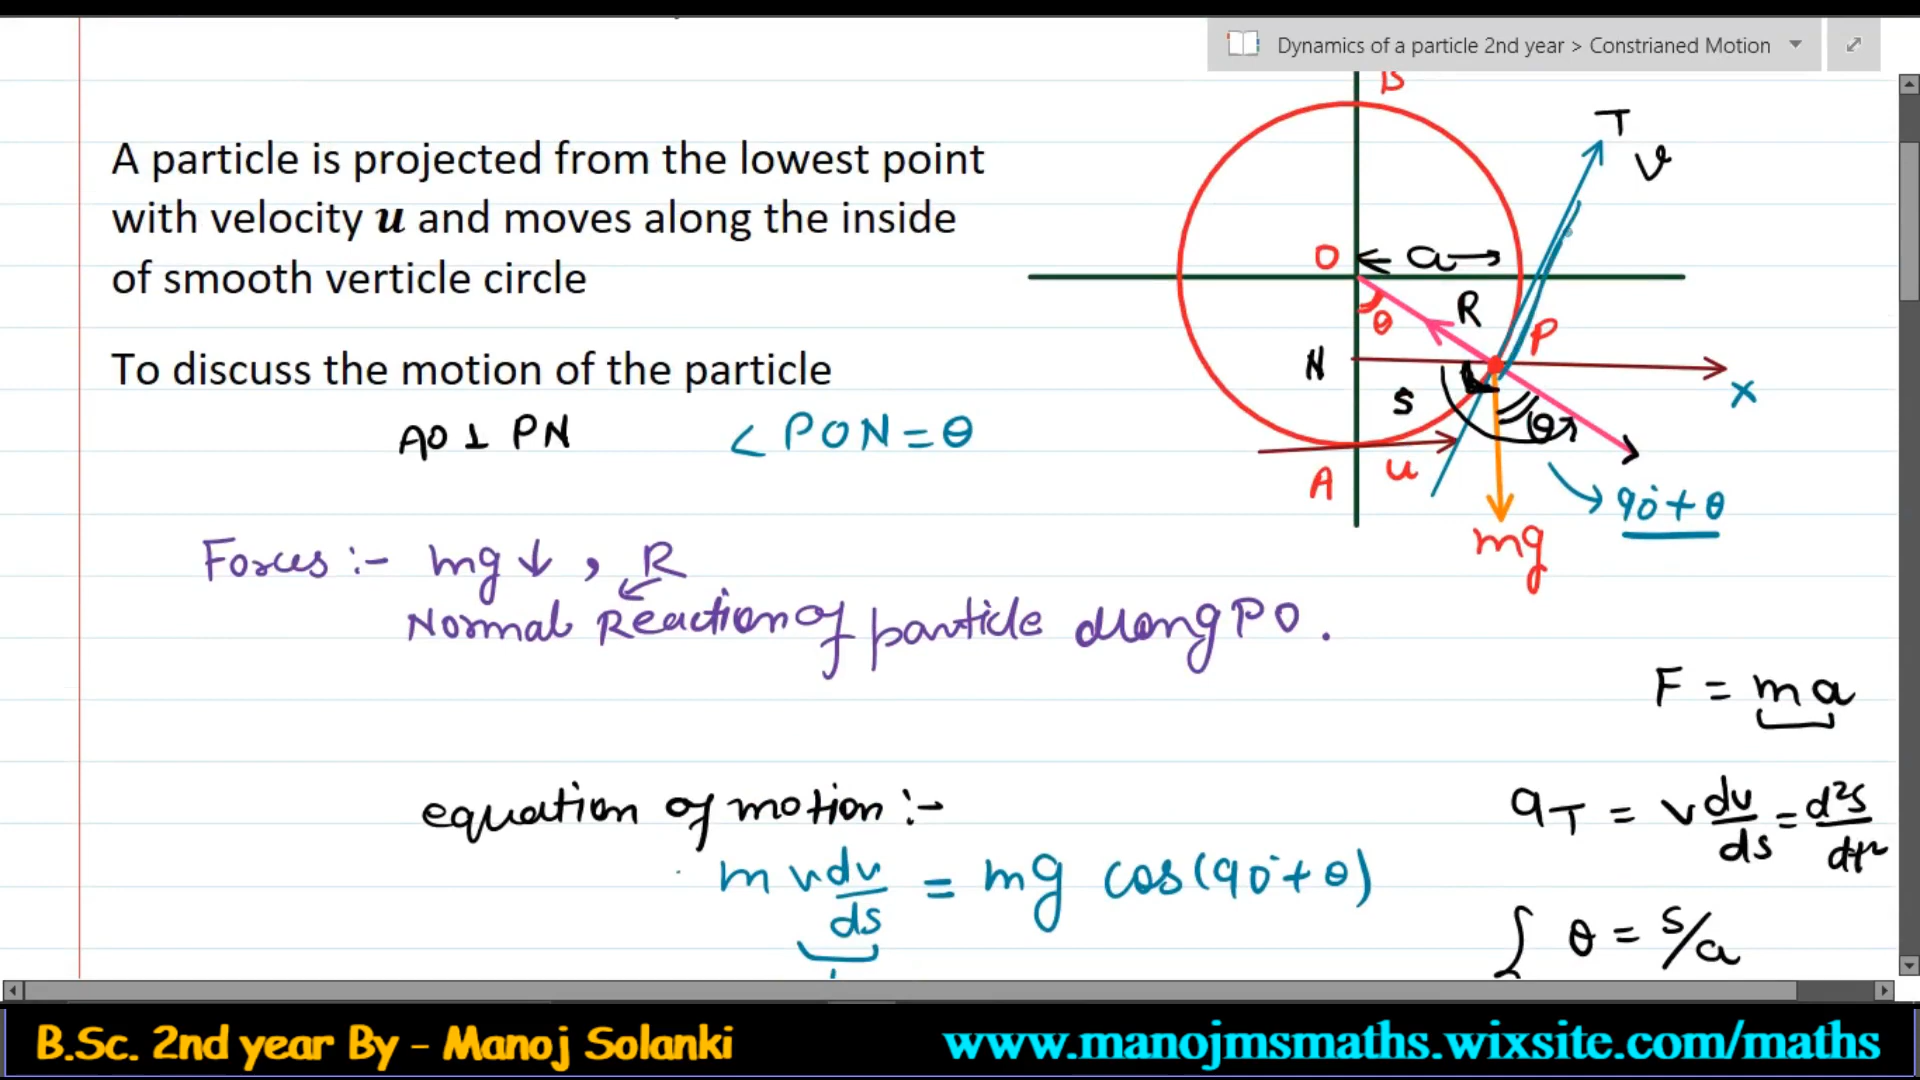 Dynamics of a particle 2nd year > Constrianed Motion
B
T
v
A particle is projected from the lowest point
with velocity u and moves along the inside
of smooth verticle circle
O
a
R
θ
P
N
S
θ
x
A
u
90°+θ
mg
To discuss the motion of the particle
AO ⊥ PN
< PON = θ
Forces :- mg ↓ , R
Normal Reaction of particle along PO .
F = ma
equation of motion :-
a_T = v dv/ds = d²s/dt²
m v dv/ds = mg cos(90°+θ)
∫ θ = s/a
B.Sc. 2nd year By - Manoj Solanki
www.manojmsmaths.wixsite.com/maths